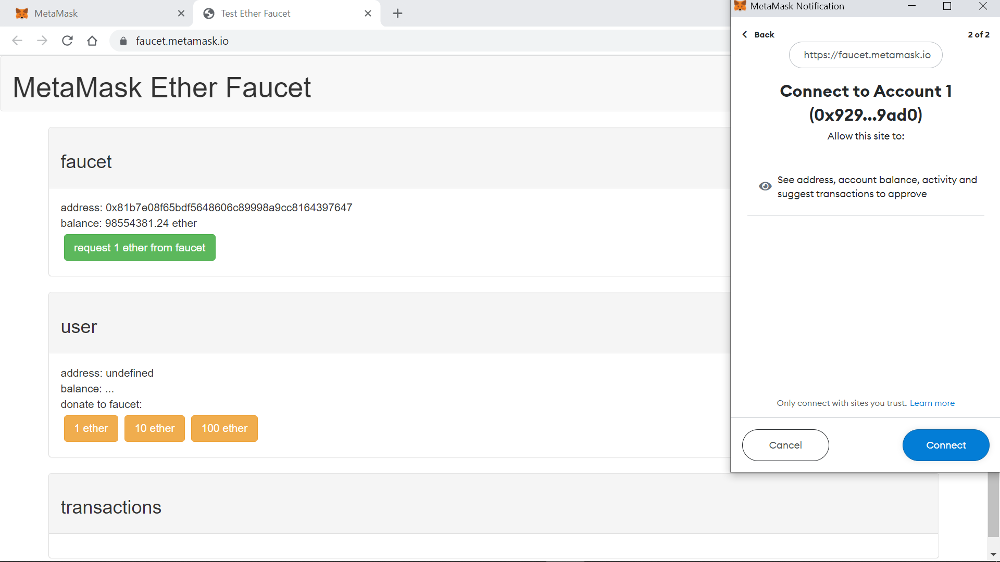 MetaMask
Test Ether Faucet
faucet.metamask.io
MetaMask Ether Faucet
faucet
address: 0x81b7e08f65bdf5648606c89998a9cc8164397647
balance: 98554381.24 ether
request 1 ether from faucet
user
address: undefined
balance: ...
donate to faucet:
1 ether
10 ether
100 ether
transactions
MetaMask Notification
Back
2 of 2
https://faucet.metamask.io
Connect to Account 1
(0x929...9ad0)
Allow this site to:
See address, account balance, activity and
suggest transactions to approve
Only connect with sites you trust. Learn more
Cancel
Connect